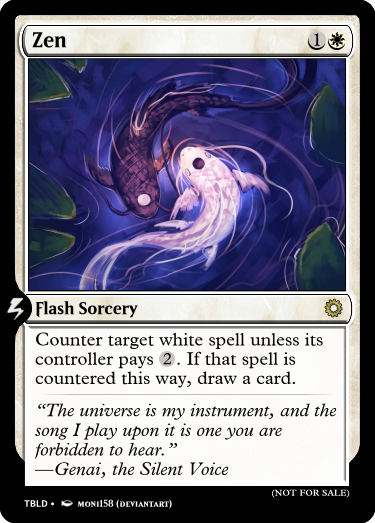 Zen 1
Flash Sorcery
Counter target white spell unless its
controller pays 2. If that spell is
countered this way, draw a card.
“The universe is my instrument, and the
song I play upon it is one you are
forbidden to hear.”
—Genai, the Silent Voice
(NOT FOR SALE)
TBLD • MONI158 (DEVIANTART)